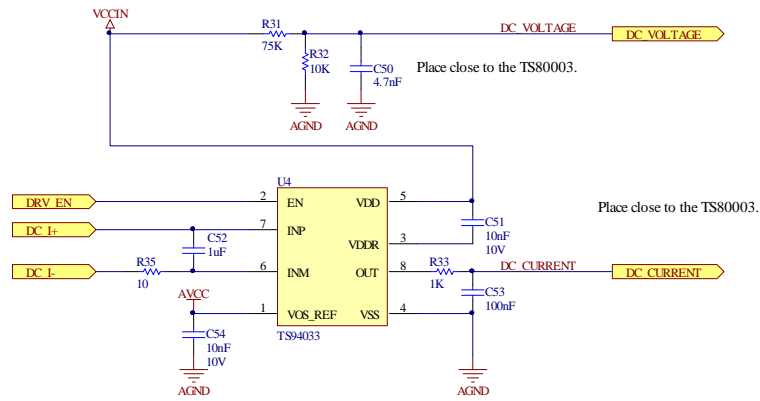 VCCIN
R31
75K
DC_VOLTAGE
DC_VOLTAGE
R32
10K
C50
4.7nF
Place close to the TS80003.
AGND
AGND
U4
DRV_EN
2
EN
VDD
5
DC_I+
7
INP
C51
10nF
10V
Place close to the TS80003.
C52
1uF
VDDR
3
DC_I-
R35
10
6
INM
OUT
8
R33
1K
DC_CURRENT
DC_CURRENT
AVCC
C53
100nF
1
VOS_REF
VSS
4
C54
10nF
10V
TS94033
AGND
AGND